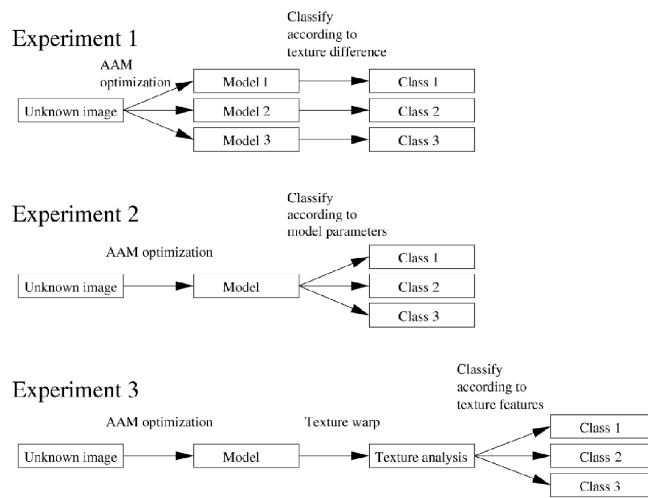 Experiment 1
Classify
according to
texture difference
AAM
optimization
Unknown image
Model 1
Class 1
Model 2
Class 2
Model 3
Class 3
Experiment 2
Classify
according to
model parameters
AAM optimization
Unknown image
Model
Class 1
Class 2
Class 3
Experiment 3
Classify
according to
texture features
AAM optimization
Texture warp
Unknown image
Model
Texture analysis
Class 1
Class 2
Class 3